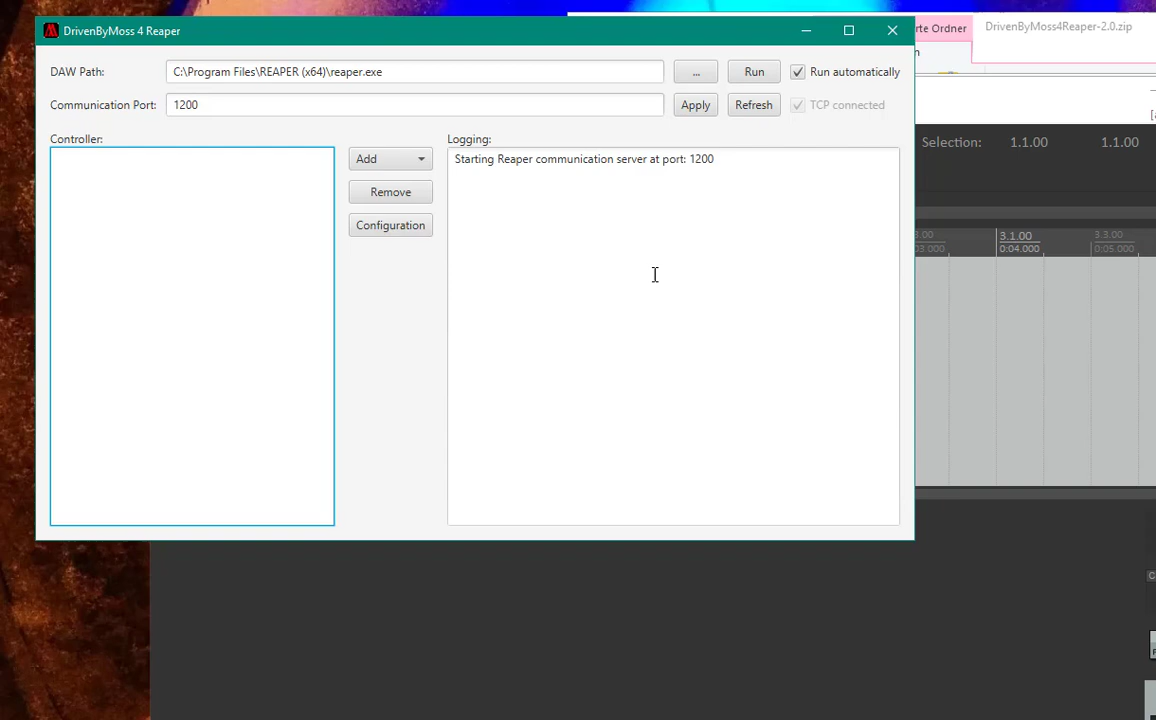 DrivenByMoss 4 Reaper
rte Ordner
DrivenByMoss4Reaper-2.0.zip
DAW Path:
C:\Program Files\REAPER (x64)\reaper.exe
...
Run
Run automatically
Communication Port:
1200
Apply
Refresh
TCP connected
Controller:
Logging:
Add
Starting Reaper communication server at port: 1200
Remove
Configuration
Selection:
1.1.00
1.1.00
3.1.00
0:04.000
3.3.00
0:05.000